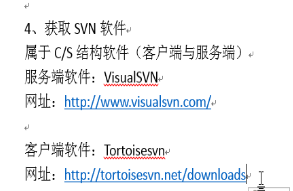 4、获取 SVN 软件
属于 C/S 结构软件（客户端与服务端）
服务端软件：VisualSVN
网址：http://www.visualsvn.com/
客户端软件：Tortoisesvn
网址：http://tortoisesvn.net/downloads